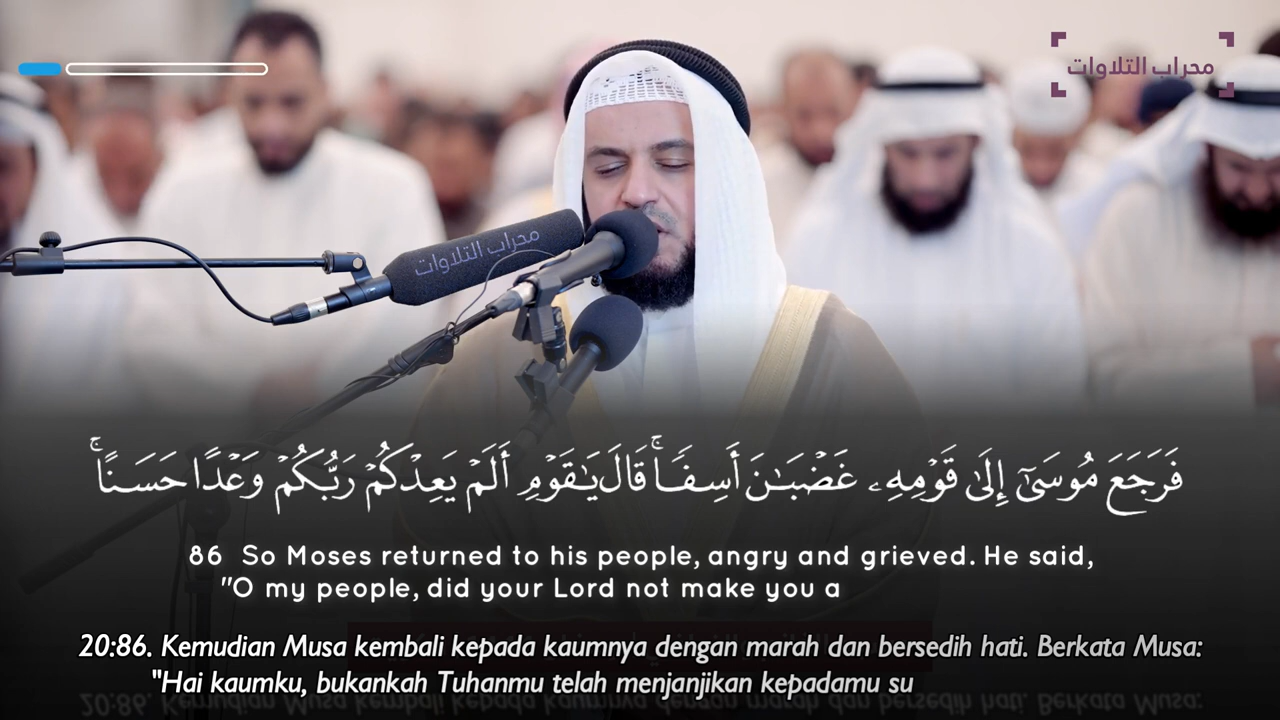 محراب التلاوات
محراب التلاوات
فَرَجَعَ مُوسَىٰٓ إِلَىٰ قَوْمِهِۦ غَضْبَـٰنَ أَسِفًۭا ۚ قَالَ يَـٰقَوْمِ أَلَمْ يَعِدْكُمْ رَبُّكُمْ وَعْدًا حَسَنًا ۚ
86 So Moses returned to his people, angry and grieved. He said,
"O my people, did your Lord not make you a
20:86. Kemudian Musa kembali kepada kaumnya dengan marah dan bersedih hati. Berkata Musa:
"Hai kaumku, bukankah Tuhanmu telah menjanjikan kepadamu su